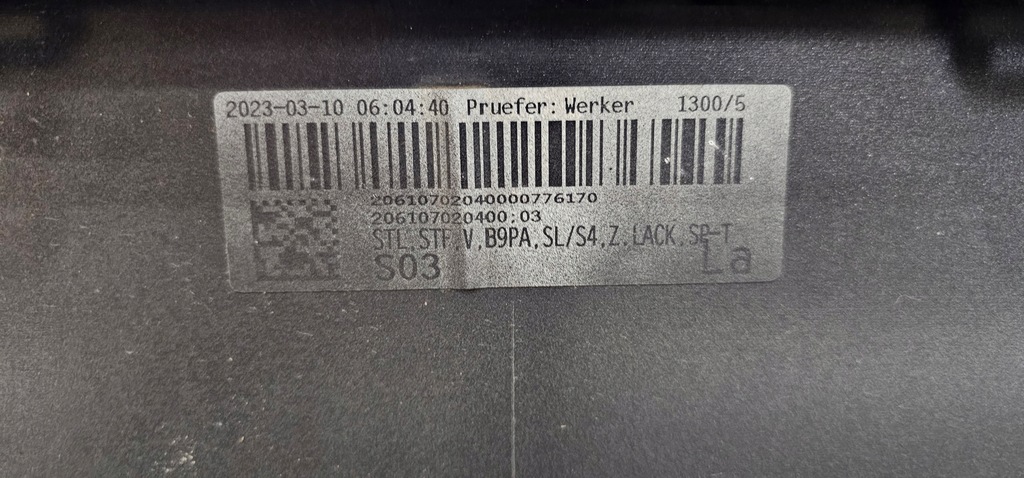 2023-03-10 06:04:40 Pruefer: Werker 1300/5
20610702040000776170
206107020400;03
STL,STF,V,B9PA,SL/S4,Z.LACK,SP-T
S03 La